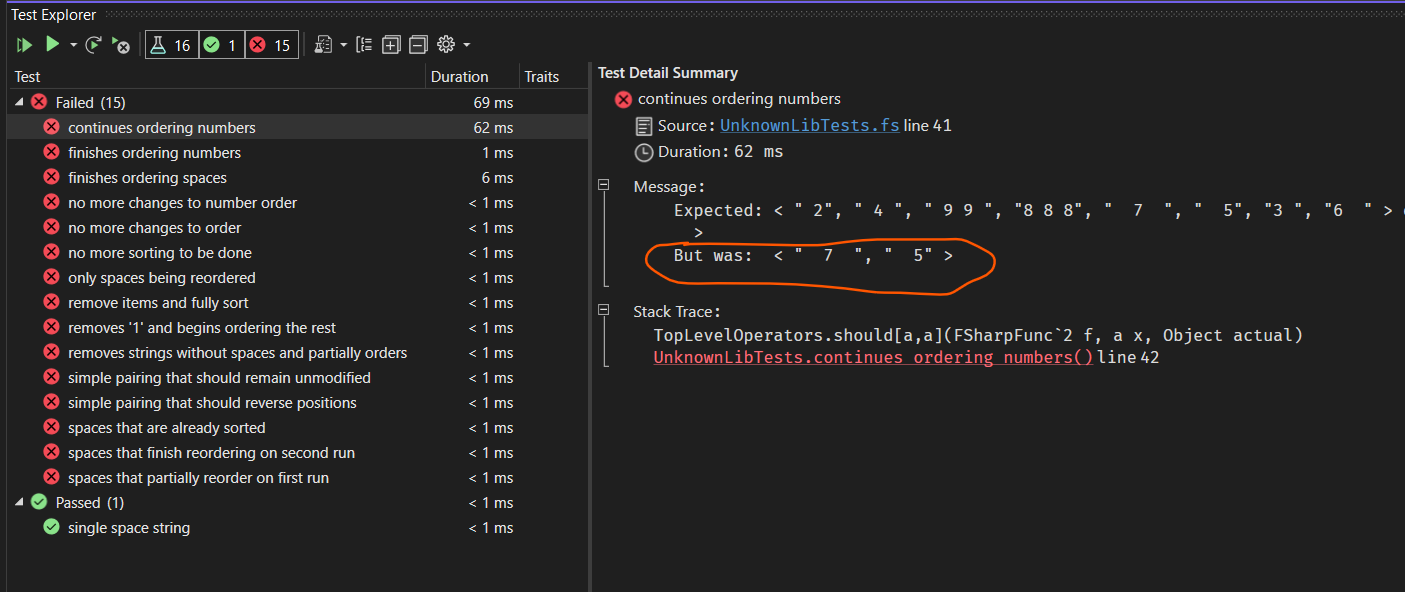 Test Explorer
16 1 15
Test Duration Traits
Failed (15) 69 ms
continues ordering numbers 62 ms
finishes ordering numbers 1 ms
finishes ordering spaces 6 ms
no more changes to number order < 1 ms
no more changes to order < 1 ms
no more sorting to be done < 1 ms
only spaces being reordered < 1 ms
remove items and fully sort < 1 ms
removes '1' and begins ordering the rest < 1 ms
removes strings without spaces and partially orders < 1 ms
simple pairing that should remain unmodified < 1 ms
simple pairing that should reverse positions < 1 ms
spaces that are already sorted < 1 ms
spaces that finish reordering on second run < 1 ms
spaces that partially reorder on first run < 1 ms
Passed (1) < 1 ms
single space string < 1 ms
Test Detail Summary
continues ordering numbers
Source: UnknownLibTests.fs line 41
Duration: 62 ms
Message:
Expected: < " 2", " 4 ", " 9 9 ", "8 8 8", "  7  ", "  5", "3 ", "6  " >
>
But was:  < "  7  ", "  5" >
Stack Trace:
TopLevelOperators.should[a,a](FSharpFunc`2 f, a x, Object actual)
UnknownLibTests.continues ordering numbers() line 42